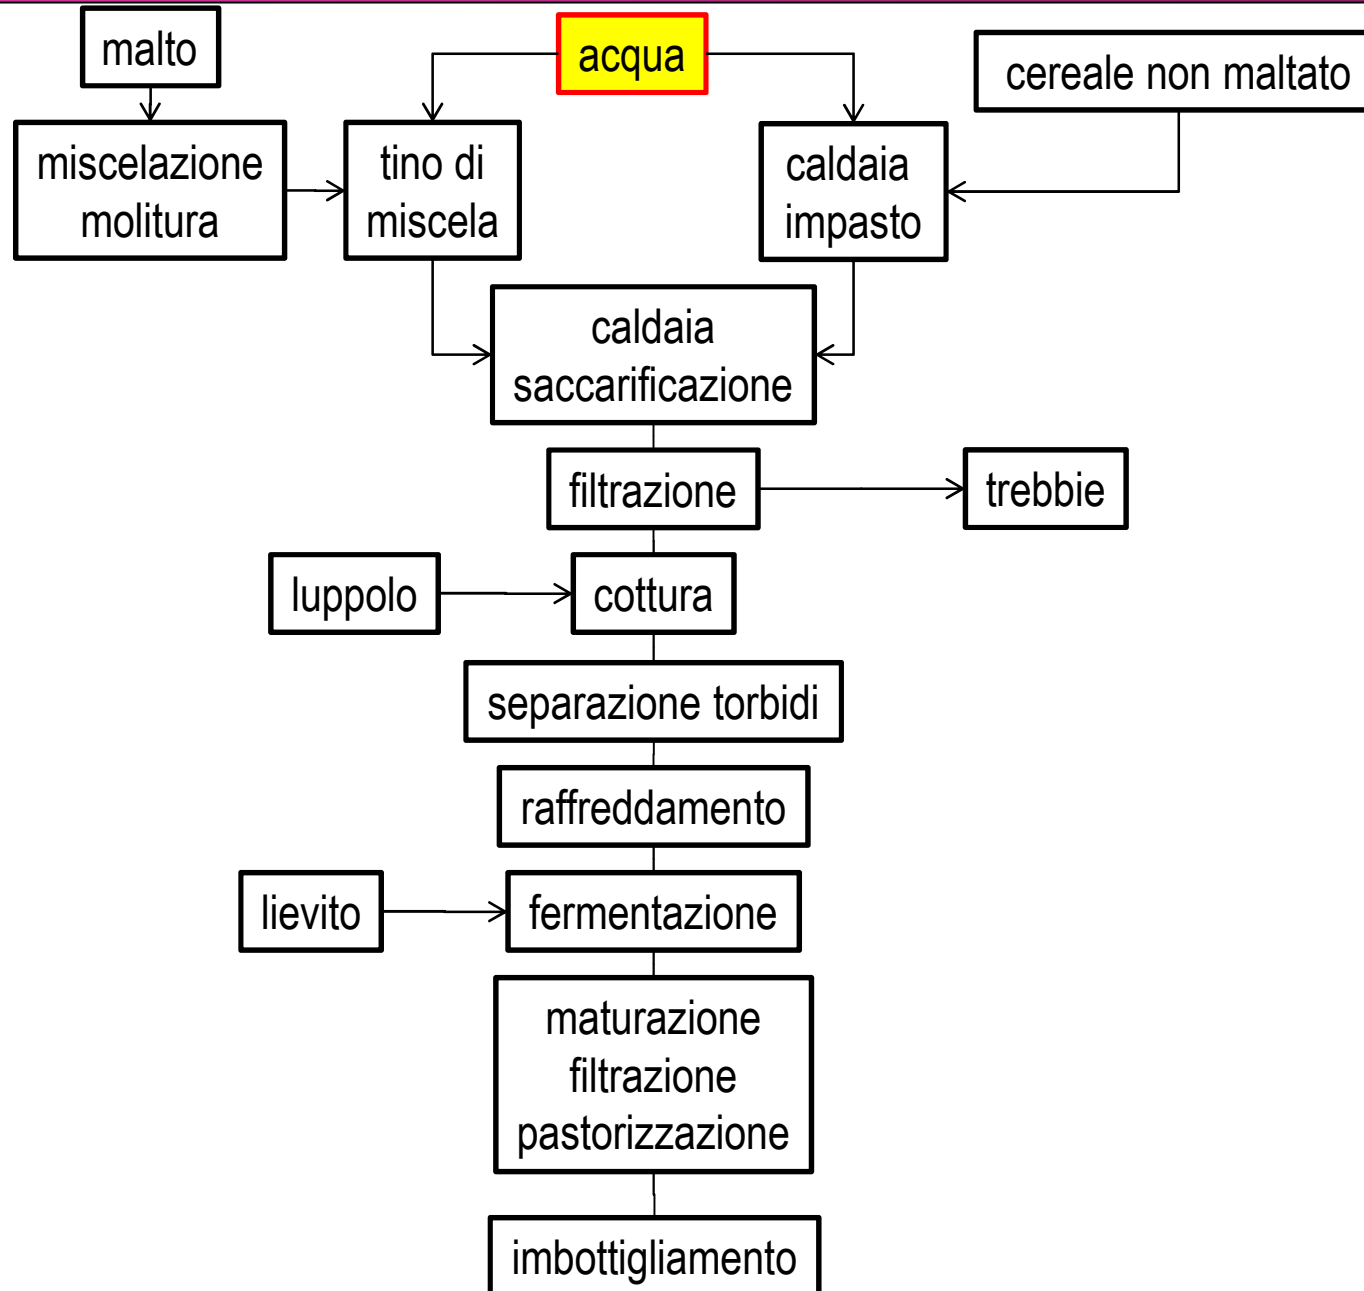 malto
acqua
cereale non maltato
miscelazione
molitura
tino di
miscela
caldaia
impasto
caldaia
saccarificazione
filtrazione
trebbie
luppolo
cottura
separazione torbidi
raffreddamento
lievito
fermentazione
maturazione
filtrazione
pastorizzazione
imbottigliamento